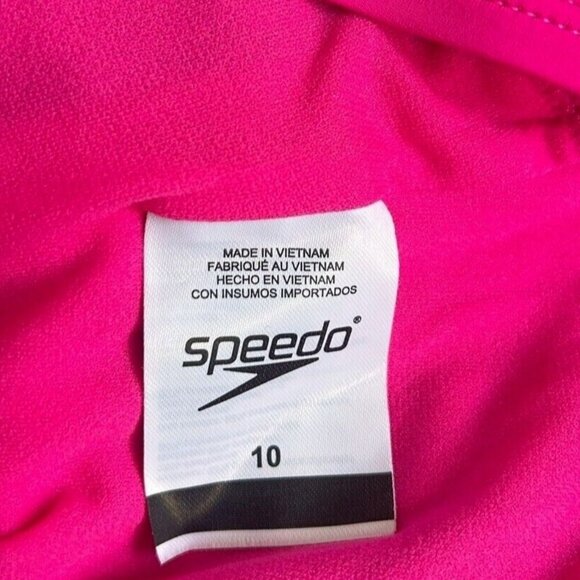 MADE IN VIETNAM
FABRIQUÉ AU VIETNAM
HECHO EN VIETNAM
CON INSUMOS IMPORTADOS
speedo®
10